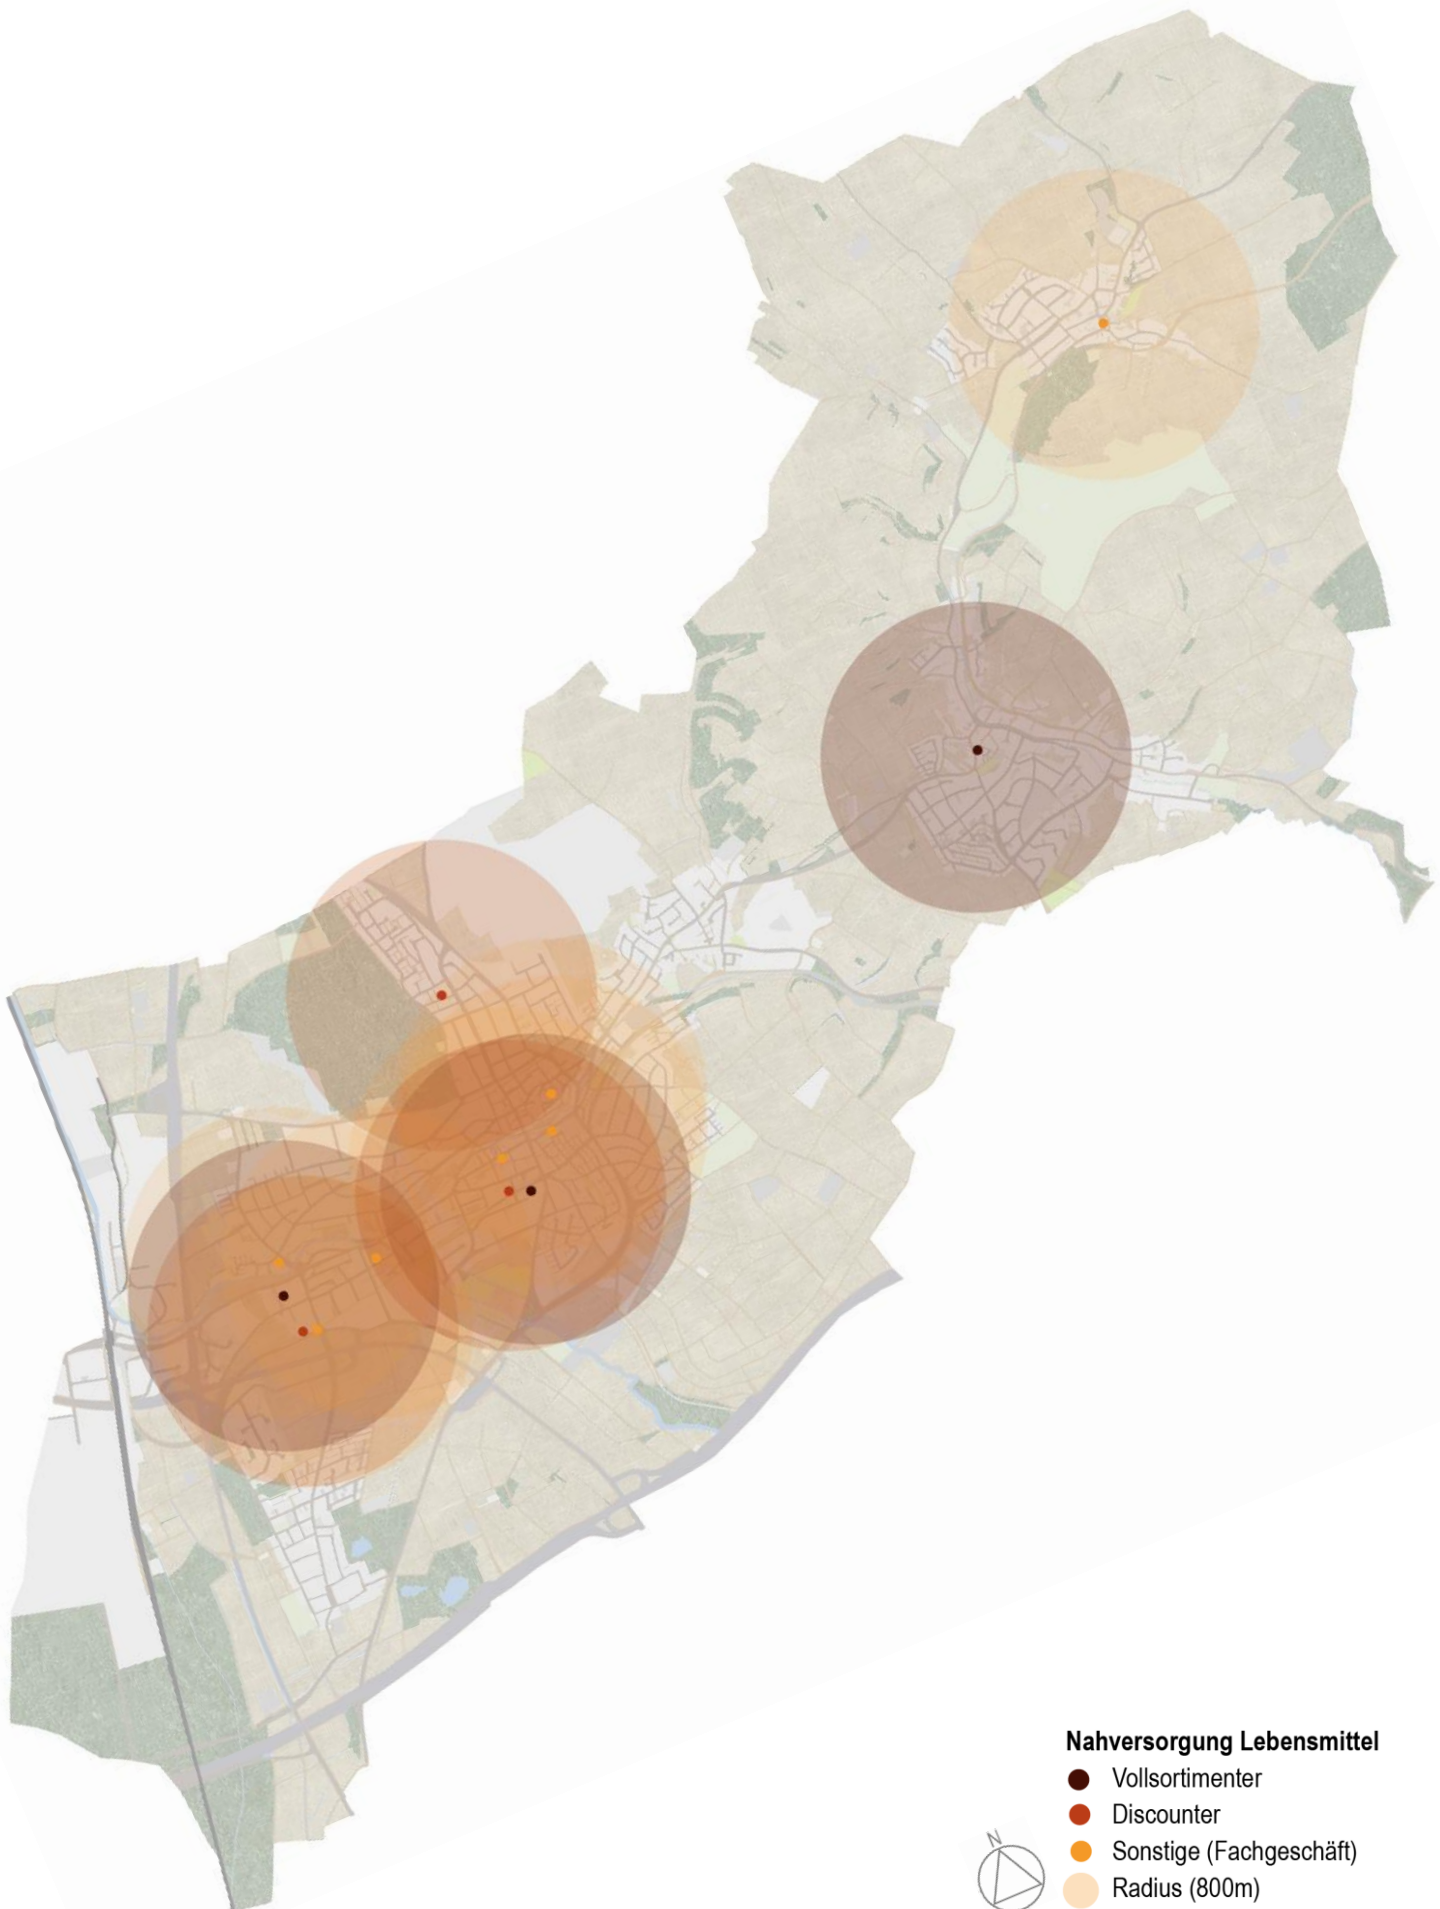 Nahversorgung Lebensmittel
Vollsortimenter
Discounter
Sonstige (Fachgeschäft)
N
Radius (800m)